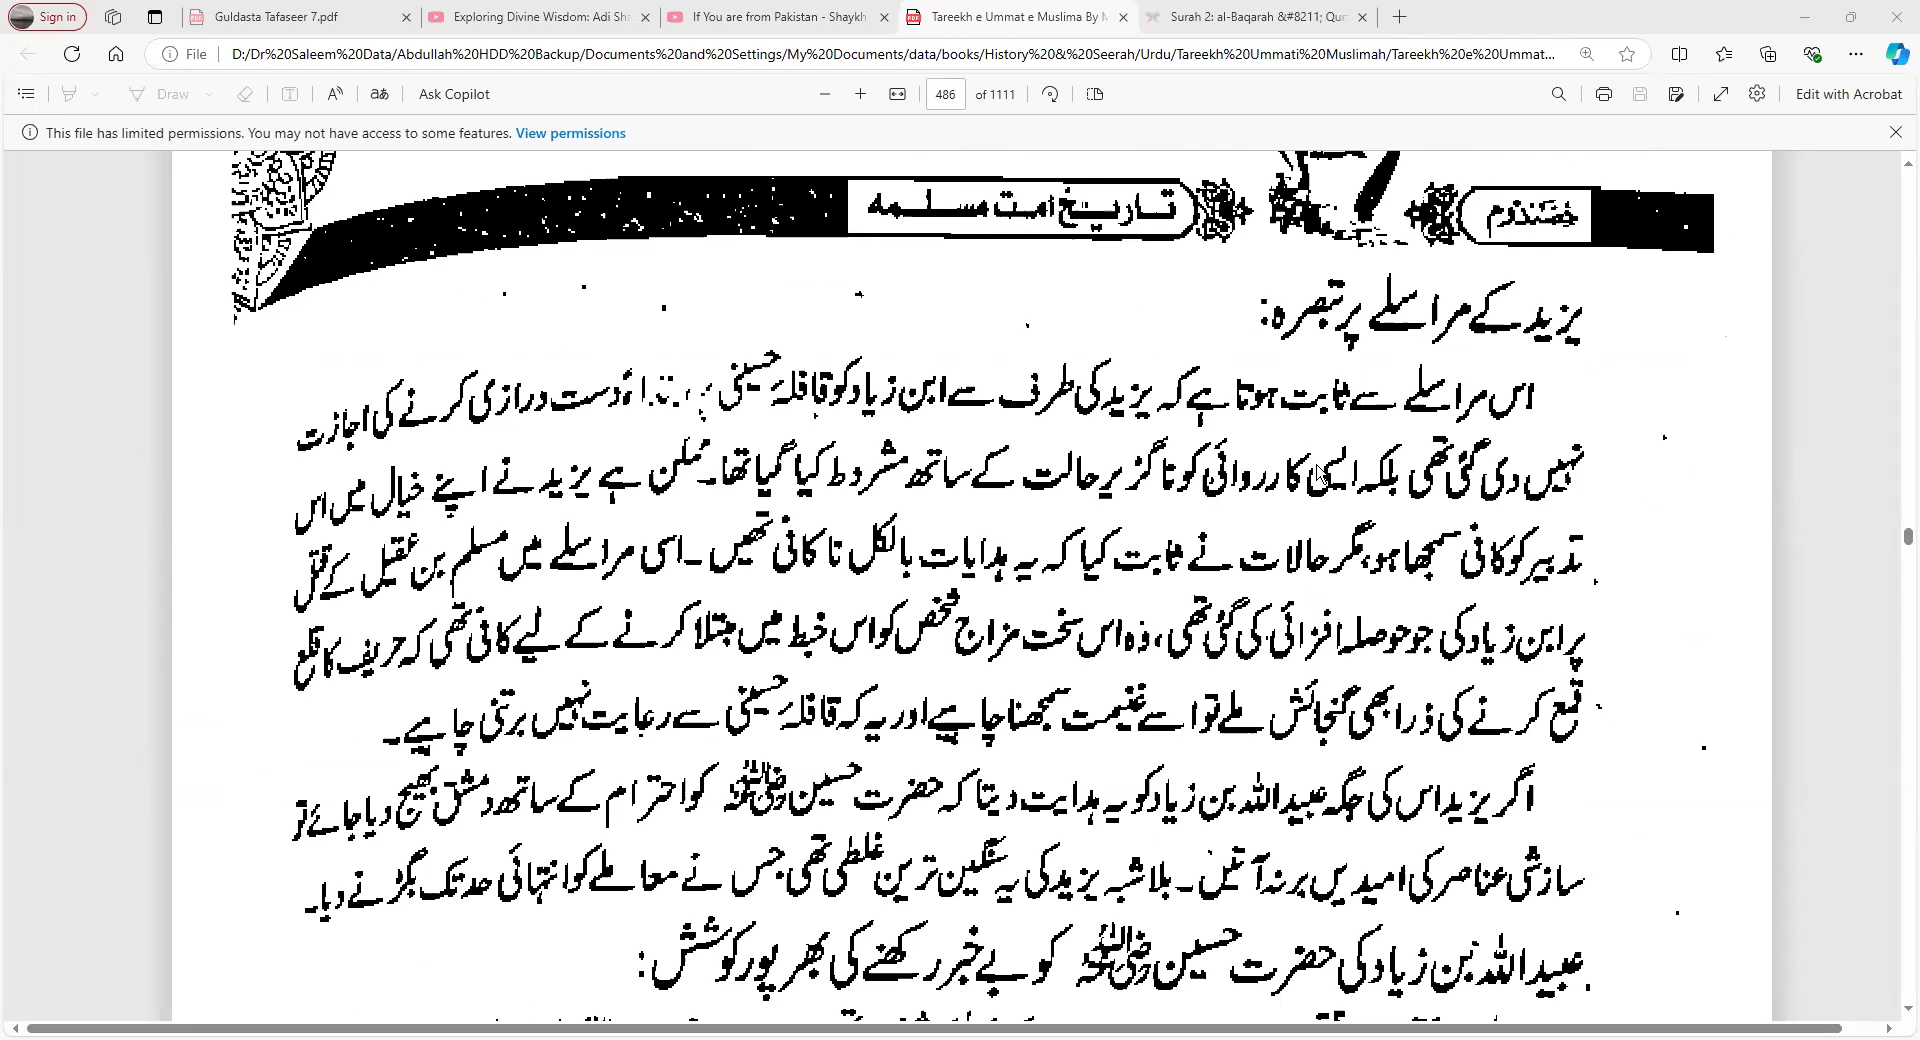 Sign in
Guldasta Tafaseer 7.pdf
Exploring Divine Wisdom: Adi Sh
If You are from Pakistan - Shaykh
Tareekh e Ummat e Muslima By M
Surah 2: al-Baqarah &#8211; Qur
File
D:/Dr%20Saleem%20Data/Abdullah%20HDD%20Backup/Documents%20and%20Settings/My%20Documents/data/books/History%20&%20Seerah/Urdu/Tareekh%20Ummati%20Muslimah/Tareekh%20e%20Ummat...
Draw
Ask Copilot
486 of 1111
Edit with Acrobat
This file has limited permissions. You may not have access to some features. View permissions
حصہ دوم
تاریخ امت مسلمه
یزید کے مراسلے پر تبصرہ:
اس مراسلے سے ثابت ہوتا ہے کہ یزید کی طرف سے ابن زیاد کو قافلۂ حسینی پر دست درازی کرنے کی اجازت
نہیں دی گئی تھی بلکہ ایسی کارروائی کو ناگزیر حالت کے ساتھ مشروط کیا گیا تھا۔ ممکن ہے یزید نے اپنے خیال میں اس
تدبیر کو کافی سمجھا ہو، مگر حالات نے ثابت کیا کہ یہ ہدایات بالکل ناکافی تھیں۔ اسی مراسلے میں مسلم بن عقیل کے قتل
پر ابن زیاد کی جو حوصلہ افزائی کی گئی تھی، وہ اس سخت مزاج شخص کو اس خبط میں مبتلا کرنے کے لیے کافی تھی کہ حریف کا قلع
قمع کرنے کی ذرا بھی گنجائش ملے تو اسے غنیمت سمجھنا چاہیے اور یہ کہ قافلۂ حسینی سے رعایت نہیں برتنی چاہیے۔
اگر یزید اس کی جگہ عبید اللہ بن زیاد کو یہ ہدایت دیتا کہ حضرت حسین رضی اللہ عنہ کو احترام کے ساتھ دمشق بھیج دیا جائے تو
سازشی عناصر کی امیدیں بر نہ آتیں۔ بلاشبہ یزید کی یہ سنگین ترین غلطی تھی جس نے معاملے کو انتہائی حد تک بگڑنے دیا۔
عبید اللہ بن زیاد کی حضرت حسین رضی اللہ عنہ کو بے خبر رکھنے کی بھر پور کوشش: